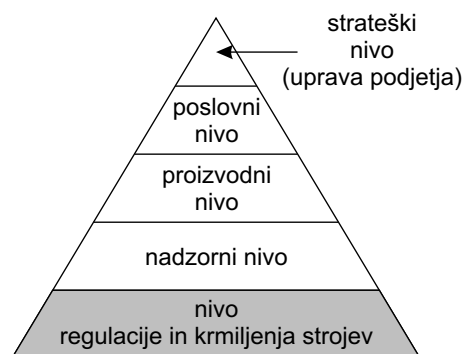 strateški
nivo
(uprava podjetja)
poslovni
nivo
proizvodni
nivo
nadzorni nivo
nivo
regulacije in krmiljenja strojev